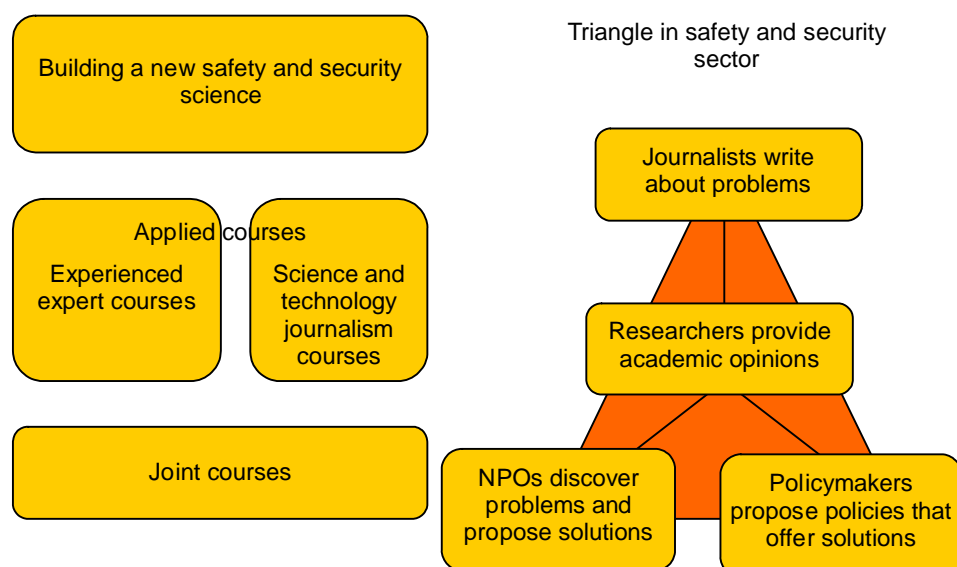 Building a new safety and security
science
Applied courses
Experienced
expert courses
Science and
technology
journalism
courses
Joint courses
Triangle in safety and security
sector
Journalists write
about problems
Researchers provide
academic opinions
NPOs discover
problems and
propose solutions
Policymakers
propose policies that
offer solutions